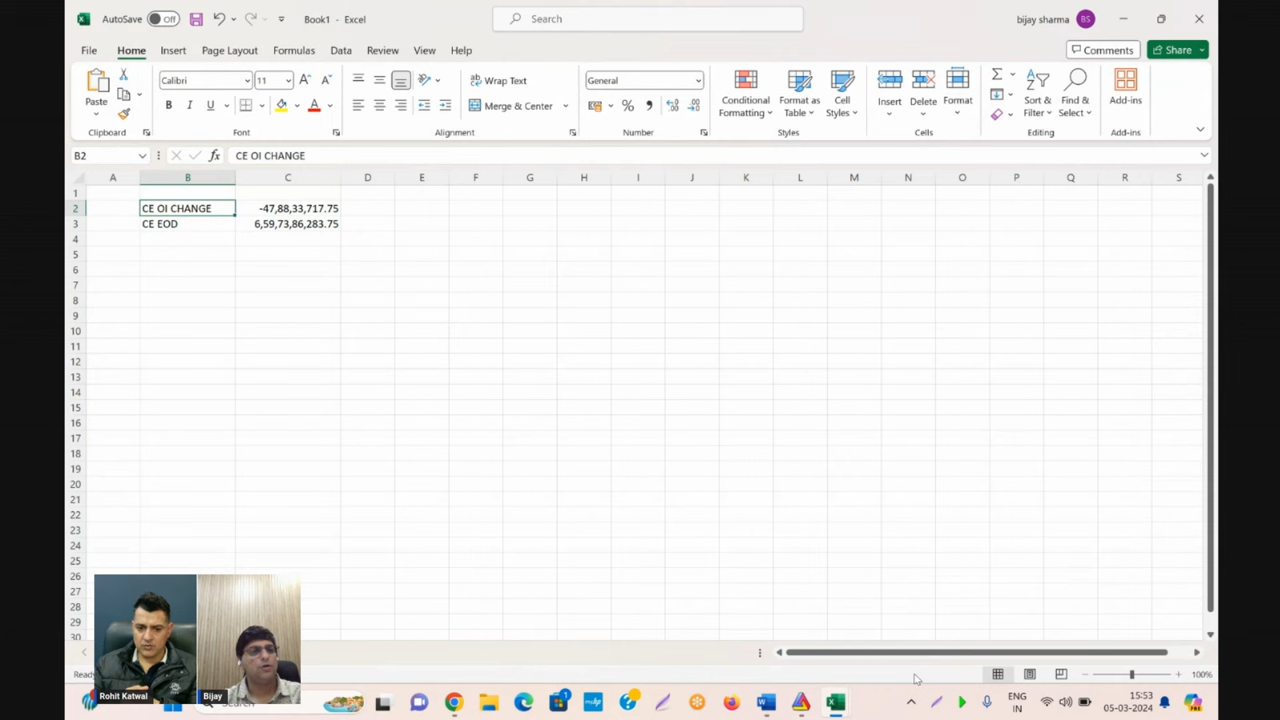 AutoSave Off Book1 - Excel Search bijay sharma BS
File Home Insert Page Layout Formulas Data Review View Help Comments Share
Paste Calibri 11 Wrap Text General Conditional Formatting Format as Table Cell Styles Insert Delete Format Sort & Filter Find & Select Add-ins
B I U A Merge & Center %
Clipboard Font Alignment Number Styles Cells Editing Add-ins
B2 fx CE OI CHANGE
A B C D E F G H I J K L M N O P Q R S
1
2 CE OI CHANGE -47,88,33,717.75
3 CE EOD 6,59,73,86,283.75
4
5
6
7
8
9
10
11
12
13
14
15
16
17
18
19
20
21
22
23
24
25
26
27
28
29
30
Rohit Katwal Bijay
100%
Search
ENG
IN
15:53
05-03-2024